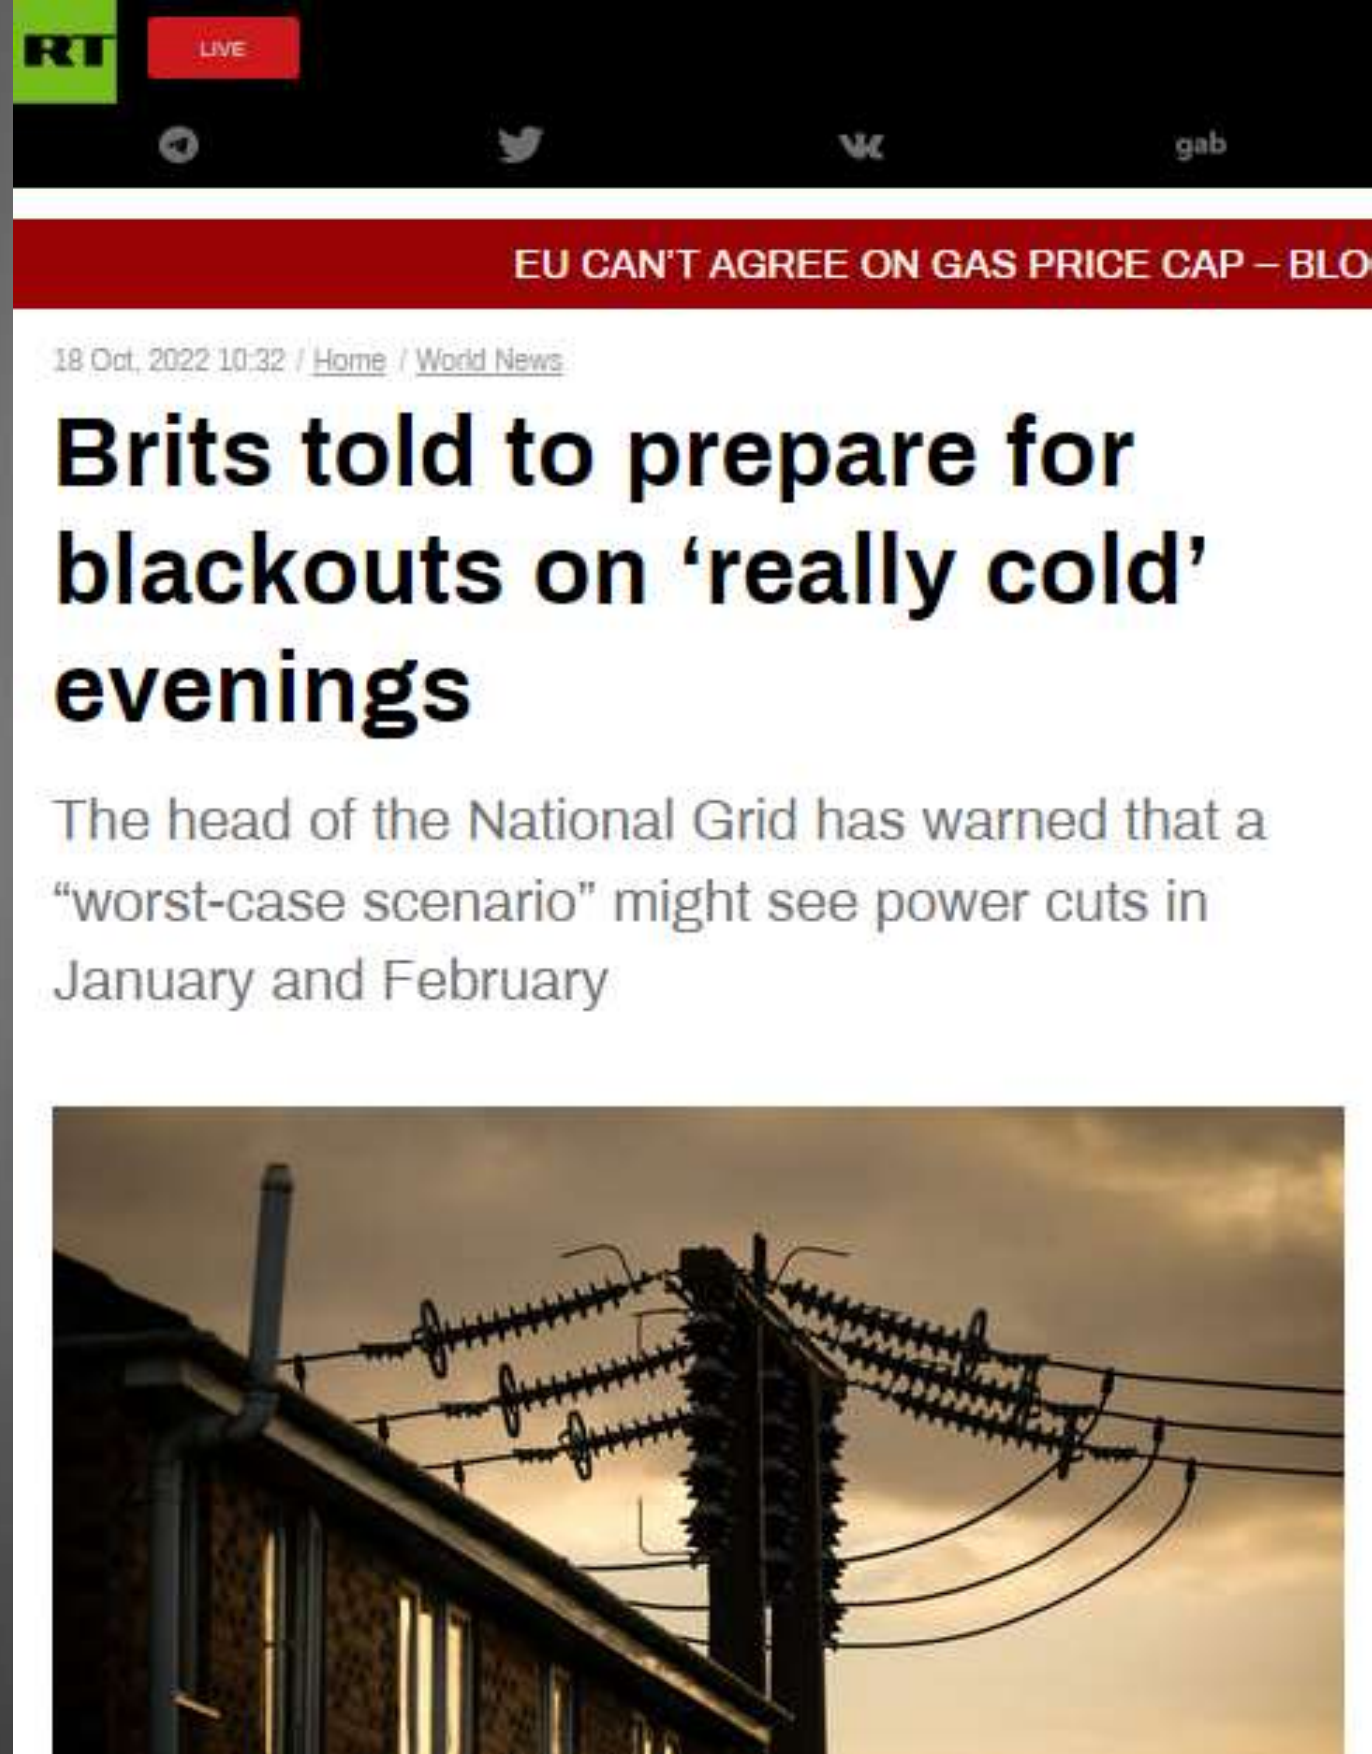 RT
LIVE
gab
EU CAN'T AGREE ON GAS PRICE CAP – BLO
18 Oct, 2022 10:32 / Home / World News
Brits told to prepare for
blackouts on ‘really cold’
evenings
The head of the National Grid has warned that a
“worst-case scenario” might see power cuts in
January and February